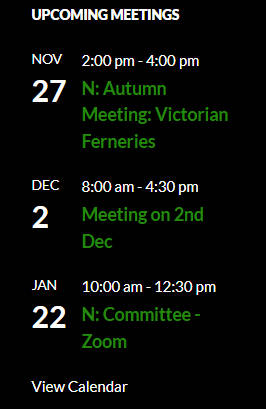 UPCOMING MEETINGS
NOV
2:00 pm - 4:00 pm
27
N: Autumn
Meeting: Victorian
Ferneries
DEC
8:00 am - 4:30 pm
2
Meeting on 2nd
Dec
JAN
10:00 am - 12:30 pm
22
N: Committee -
Zoom
View Calendar